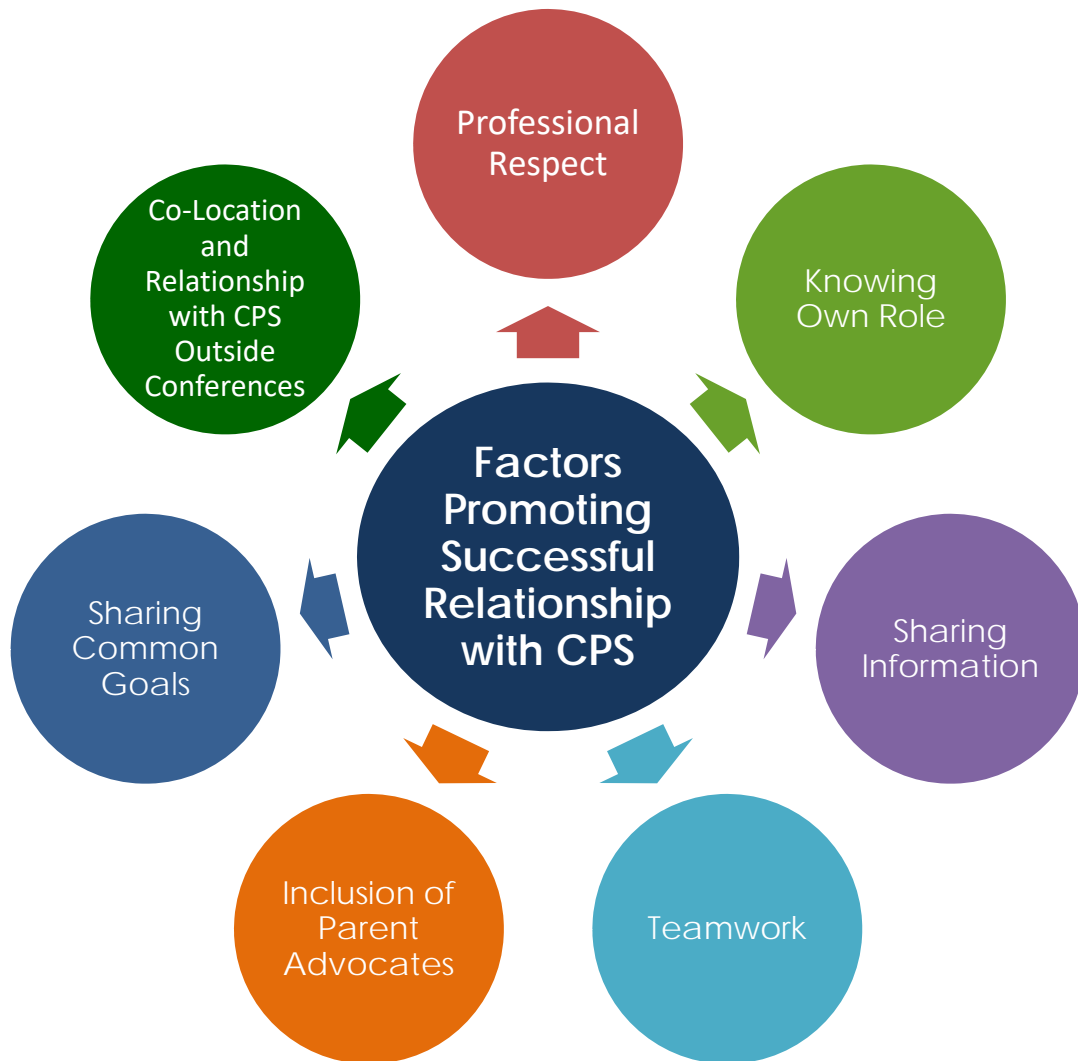 Professional
Respect
Knowing
Own Role
Sharing
Information
Teamwork
Inclusion of
Parent
Advocates
Sharing
Common
Goals
Co-Location
and
Relationship
with CPS
Outside
Conferences
Factors
Promoting
Successful
Relationship
with CPS